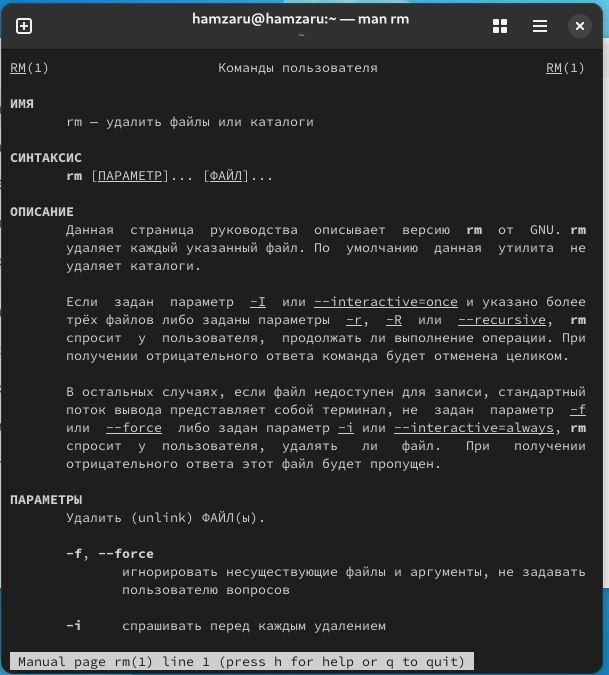 hamzaru@hamzaru:~ — man rm
~
RM(1) Команды пользователя RM(1)
ИМЯ
rm — удалить файлы или каталоги
СИНТАКСИС
rm [ПАРАМЕТР]... [ФАЙЛ]...
ОПИСАНИЕ
Данная страница руководства описывает версию rm от GNU. rm
удаляет каждый указанный файл. По умолчанию данная утилита не
удаляет каталоги.
Если задан параметр -I или --interactive=once и указано более
трёх файлов либо заданы параметры -r, -R или --recursive, rm
спросит у пользователя, продолжать ли выполнение операции. При
получении отрицательного ответа команда будет отменена целиком.
В остальных случаях, если файл недоступен для записи, стандартный
поток вывода представляет собой терминал, не задан параметр -f
или --force либо задан параметр -i или --interactive=always, rm
спросит у пользователя, удалять ли файл. При получении
отрицательного ответа этот файл будет пропущен.
ПАРАМЕТРЫ
Удалить (unlink) ФАЙЛ(ы).
-f, --force
игнорировать несуществующие файлы и аргументы, не задавать
пользователю вопросов
-i спрашивать перед каждым удалением
Manual page rm(1) line 1 (press h for help or q to quit)